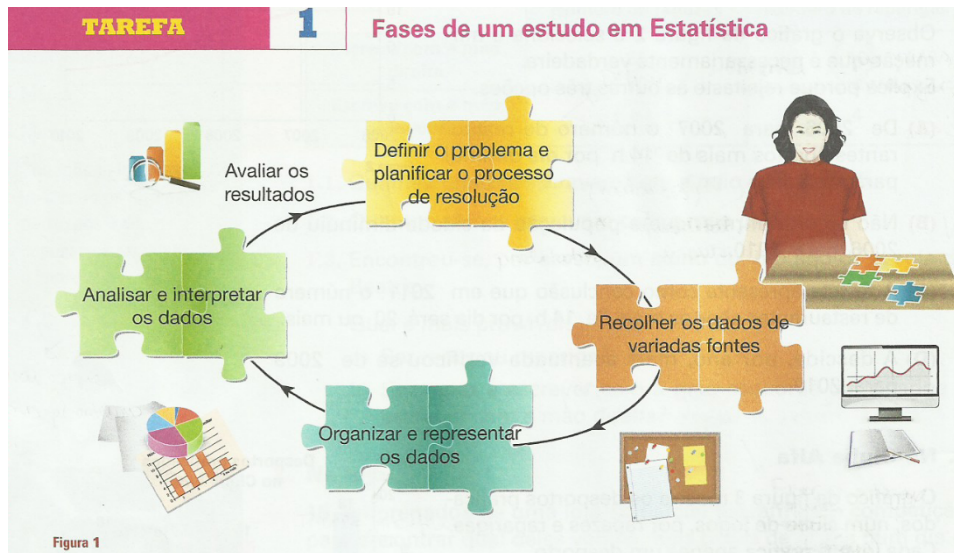 TAREFA 1 Fases de um estudo em Estatística
Definir o problema e
planificar o processo
de resolução
Avaliar os
resultados
Analisar e interpretar
os dados
Recolher os dados de
variadas fontes
Organizar e representar
os dados
Figura 1